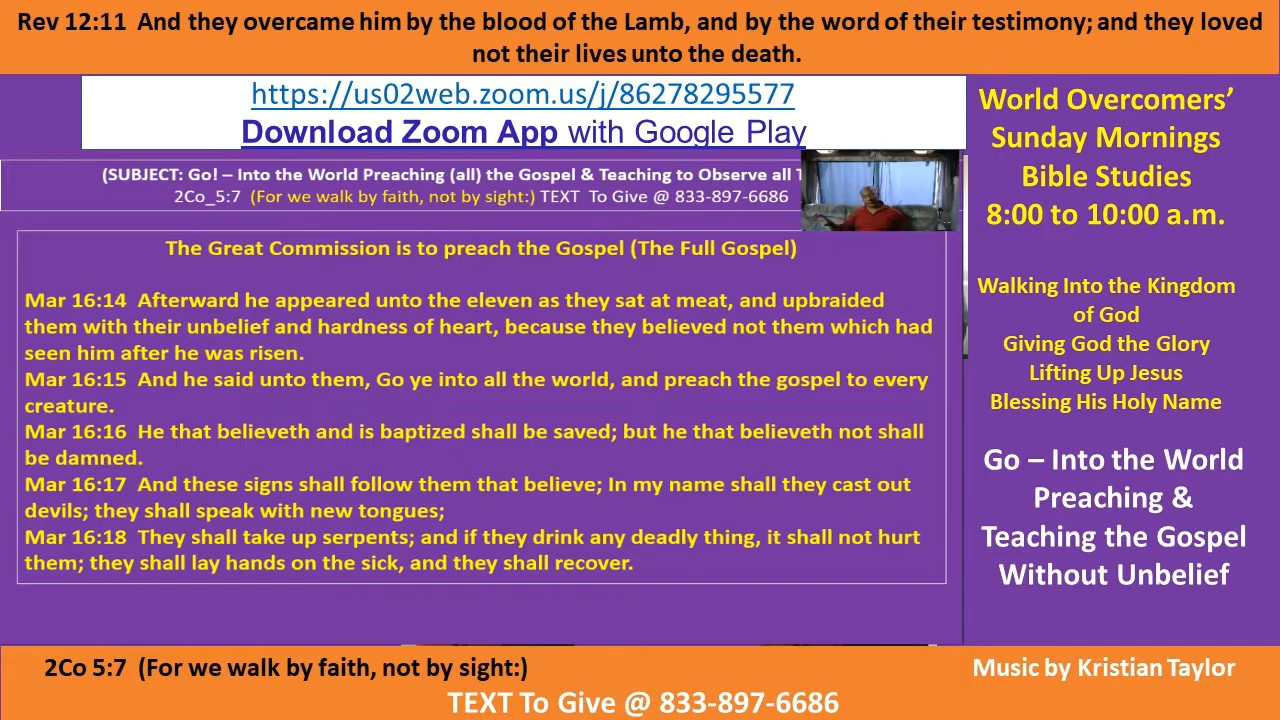 Rev 12:11  And they overcame him by the blood of the Lamb, and by the word of their testimony; and they loved
not their lives unto the death.
https://us02web.zoom.us/j/86278295577
Download Zoom App with Google Play
(SUBJECT: Go! – Into the World Preaching (all) the Gospel & Teaching to Observe all
2Co_5:7  (For we walk by faith, not by sight:) TEXT  To Give @ 833-897-6686
The Great Commission is to preach the Gospel (The Full Gospel)
Mar 16:14  Afterward he appeared unto the eleven as they sat at meat, and upbraided
them with their unbelief and hardness of heart, because they believed not them which had
seen him after he was risen.
Mar 16:15  And he said unto them, Go ye into all the world, and preach the gospel to every
creature.
Mar 16:16  He that believeth and is baptized shall be saved; but he that believeth not shall
be damned.
Mar 16:17  And these signs shall follow them that believe; In my name shall they cast out
devils; they shall speak with new tongues;
Mar 16:18  They shall take up serpents; and if they drink any deadly thing, it shall not hurt
them; they shall lay hands on the sick, and they shall recover.
World Overcomers’
Sunday Mornings
Bible Studies
8:00 to 10:00 a.m.
Walking Into the Kingdom
of God
Giving God the Glory
Lifting Up Jesus
Blessing His Holy Name
Go – Into the World
Preaching &
Teaching the Gospel
Without Unbelief
2Co 5:7  (For we walk by faith, not by sight:)
Music by Kristian Taylor
TEXT To Give @ 833-897-6686